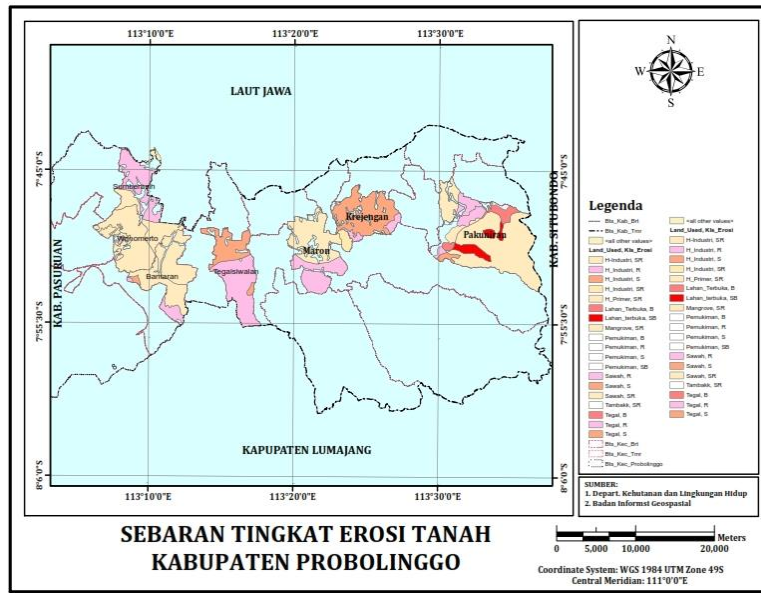 113°10'0"E 113°20'0"E 113°30'0"E
N
W E
S
LAUT JAWA
7°45'0"S 7°45'0"S
Sumberasih
KAB. SITUBONDO
Krejengan
Wonomerto
Pakuniran
Maron
Bantaran
Tegalsiwalan
KAB. PASURUAN
7°55'30"S 7°55'30"S
KAPUPATEN LUMAJANG
8°6'0"S 8°6'0"S
113°10'0"E 113°20'0"E 113°30'0"E
Legenda
Bts_Kab_Brt
Bts_Kab_Tmr
<all other values>
Land_Used, Kls_Erosi
H-Industri, SR
H_Industri, R
H_Industri, S
H_Industri, SR
H_Primer, SR
Lahan_Terbuka, B
Lahan_terbuka, SB
Mangrove, SR
Pemukiman, B
Pemukiman, R
Pemukiman, S
Pemukiman, SB
Sawah, R
Sawah, S
Sawah, SR
Tambakk, SR
Tegal, B
Tegal, R
Tegal, S
Bts_Kec_Brt
Bts_Kec_Tmr
Bts_Kec_Probolinggo
<all other values>
Land_Used, Kls_Erosi
H-Industri, SR
H_Industri, R
H_Industri, S
H_Industri, SR
H_Primer, SR
Lahan_Terbuka, B
Lahan_terbuka, SB
Mangrove, SR
Pemukiman, B
Pemukiman, R
Pemukiman, S
Pemukiman, SB
Sawah, R
Sawah, S
Sawah, SR
Tambakk, SR
Tegal, B
Tegal, R
Tegal, S
SUMBER:
1. Depart. Kehutanan dan Lingkungan Hidup
2. Badan Informsi Geospasial
SEBARAN TINGKAT EROSI TANAH
KABUPATEN PROBOLINGGO
Meters
0 5,000 10,000 20,000
Coordinate System: WGS 1984 UTM Zone 49S
Central Meridian: 111°0'0"E